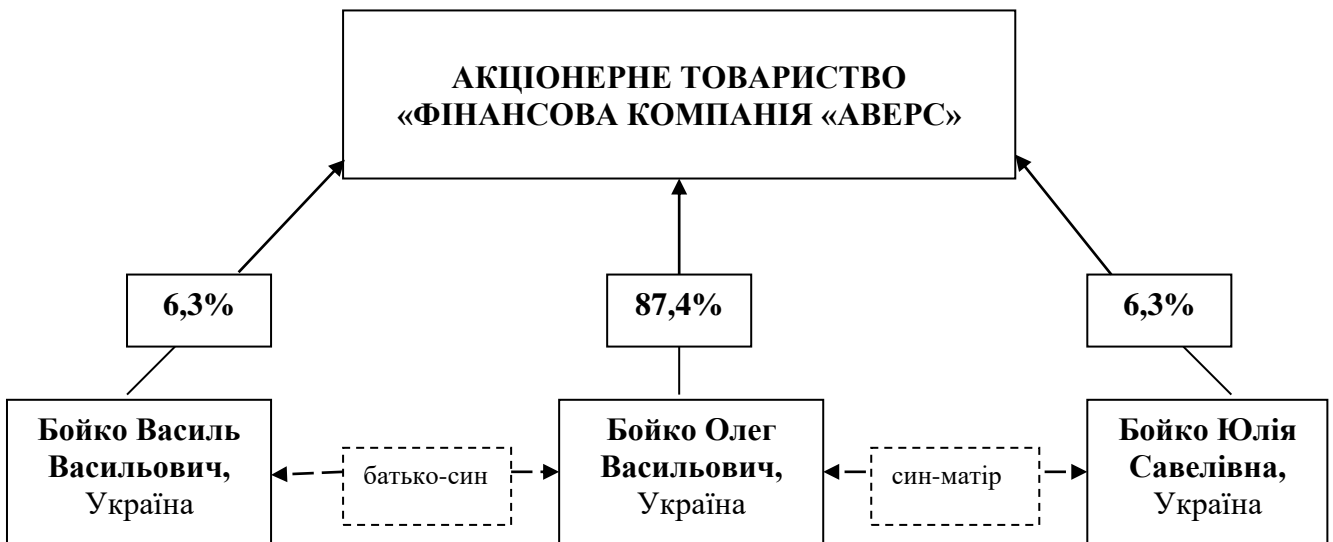 АКЦІОНЕРНЕ ТОВАРИСТВО
«ФІНАНСОВА КОМПАНІЯ «АВЕРС»
6,3%
87,4%
6,3%
Бойко Василь
Васильович,
Україна
батько-син
Бойко Олег
Васильович,
Україна
син-матір
Бойко Юлія
Савелівна,
Україна